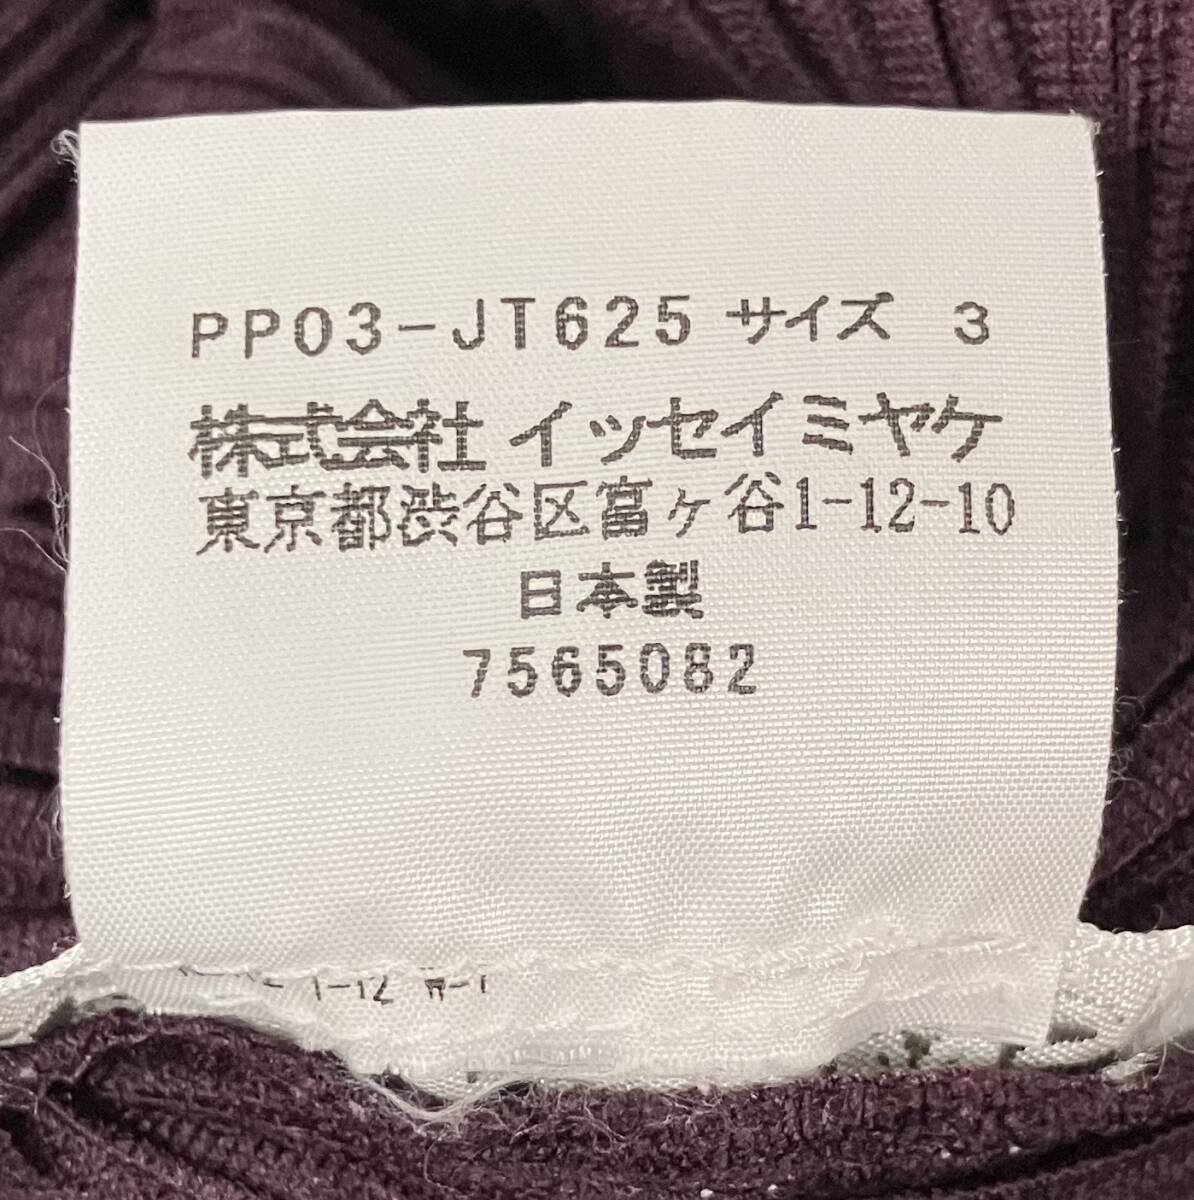 PP03-JT625 サイズ 3
株式会社 イッセイミヤケ
東京都渋谷区富ヶ谷1-12-10
日本製
7565082